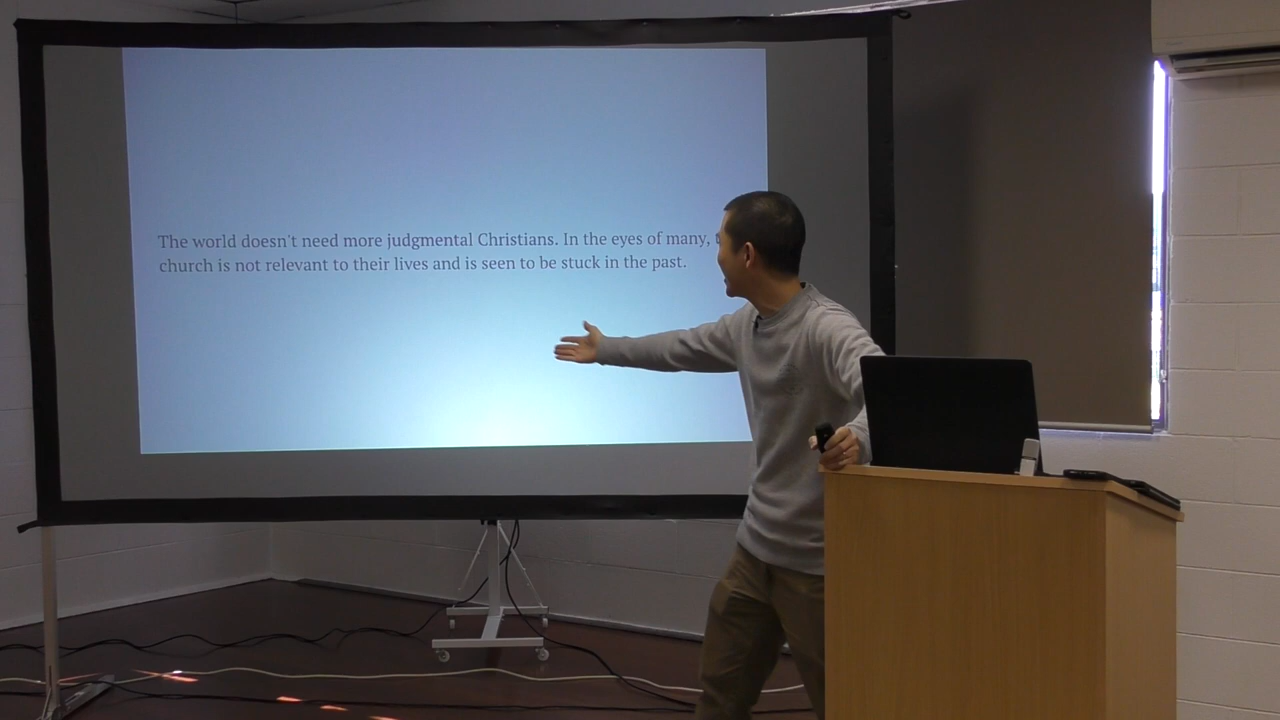 The world doesn't need more judgmental Christians. In the eyes of many,
church is not relevant to their lives and is seen to be stuck in the past.